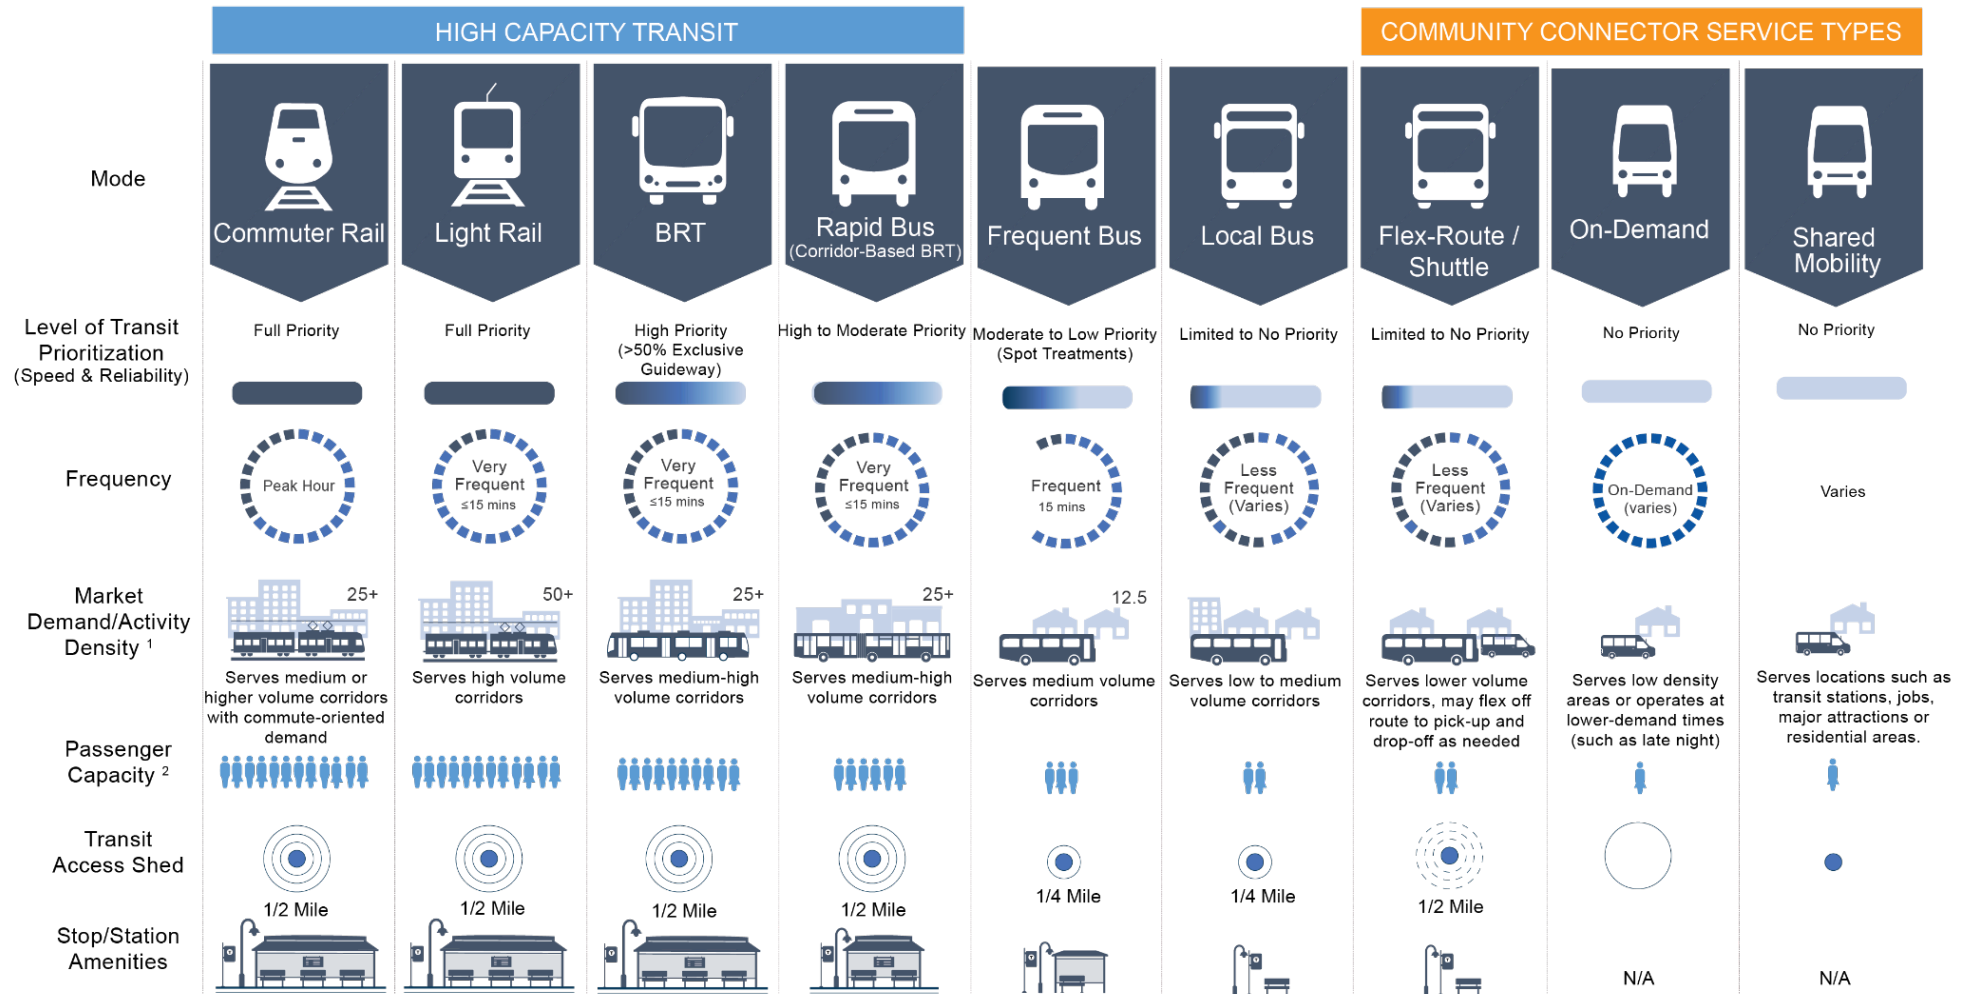 HIGH CAPACITY TRANSIT
COMMUNITY CONNECTOR SERVICE TYPES
Mode
Commuter Rail
Light Rail
BRT
Rapid Bus
(Corridor-Based BRT)
Frequent Bus
Local Bus
Flex-Route /
Shuttle
On-Demand
Shared
Mobility
Level of Transit
Prioritization
(Speed & Reliability)
Full Priority
Full Priority
High Priority
(>50% Exclusive
Guideway)
High to Moderate Priority
Moderate to Low Priority
(Spot Treatments)
Limited to No Priority
Limited to No Priority
No Priority
No Priority
Frequency
Peak Hour
Very
Frequent
≤15 mins
Very
Frequent
≤15 mins
Very
Frequent
≤15 mins
Frequent
15 mins
Less
Frequent
(Varies)
Less
Frequent
(Varies)
On-Demand
(varies)
Varies
Market
Demand/Activity
Density 1
25+
50+
25+
25+
12.5
Serves medium or
higher volume corridors
with commute-oriented
demand
Serves high volume
corridors
Serves medium-high
volume corridors
Serves medium-high
volume corridors
Serves medium volume
corridors
Serves low to medium
volume corridors
Serves lower volume
corridors, may flex off
route to pick-up and
drop-off as needed
Serves low density
areas or operates at
lower-demand times
(such as late night)
Serves locations such as
transit stations, jobs,
major attractions or
residential areas.
Passenger
Capacity 2
Transit
Access Shed
1/2 Mile
1/2 Mile
1/2 Mile
1/2 Mile
1/4 Mile
1/4 Mile
1/2 Mile
Stop/Station
Amenities
N/A
N/A